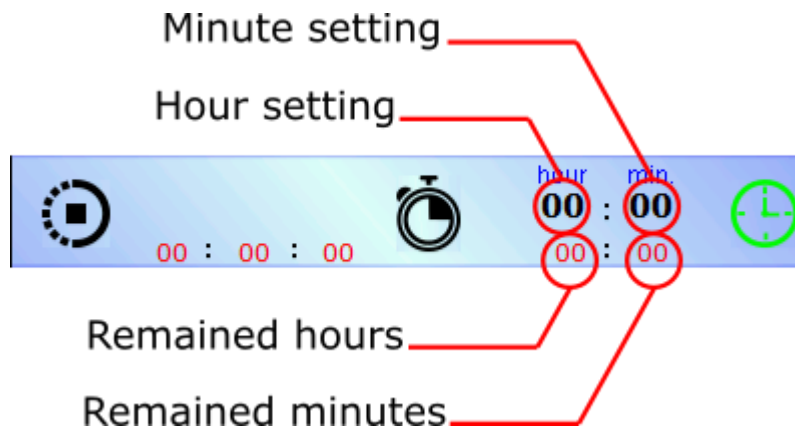 Minute setting
Hour setting
hour min.
00 : 00
00 : 00 : 00 00 : 00
Remained hours
Remained minutes